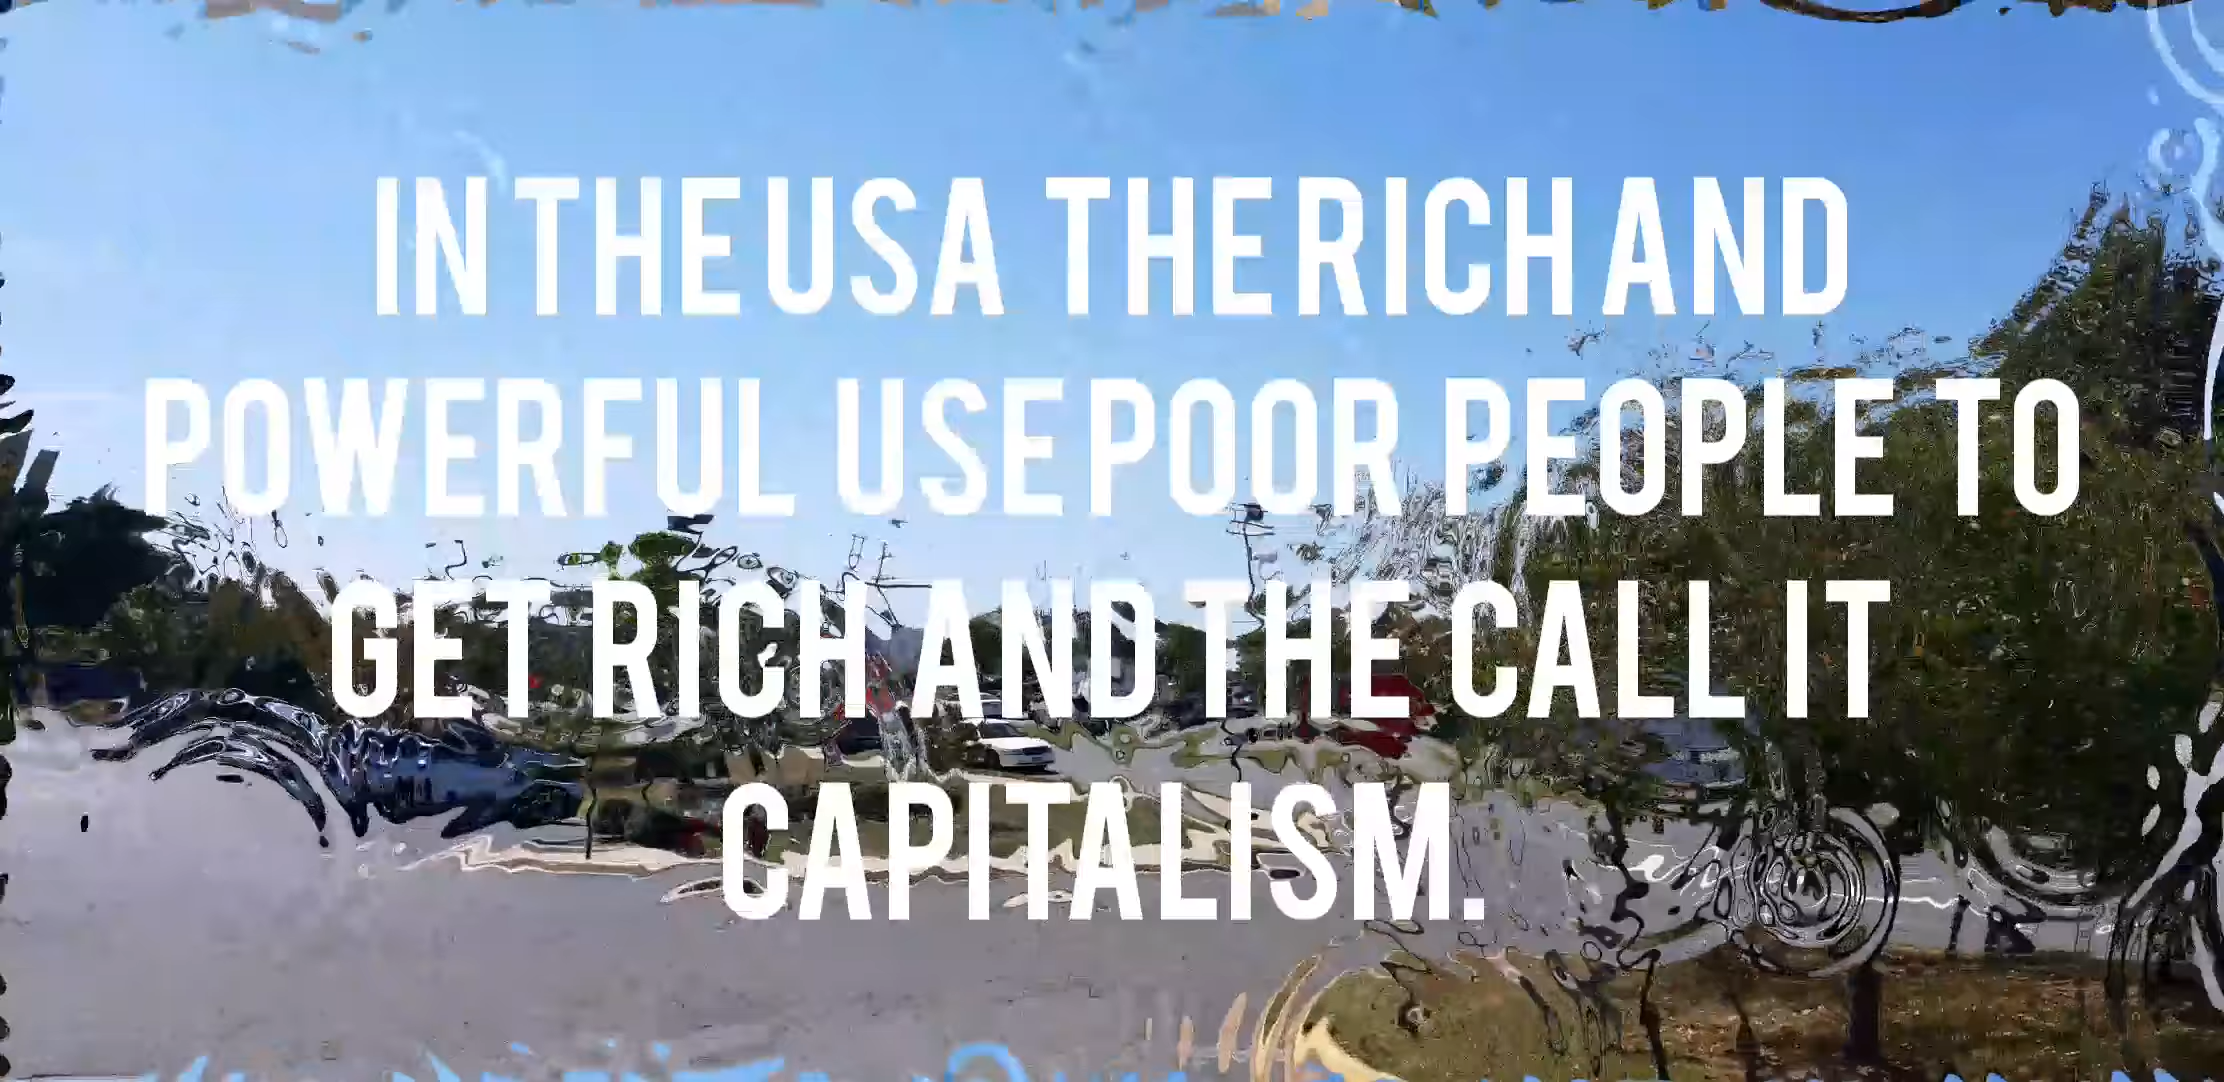 IN THE USA THE RICH AND
POWERFUL USE POOR PEOPLE TO
GET RICH AND THE CALL IT
CAPITALISM.